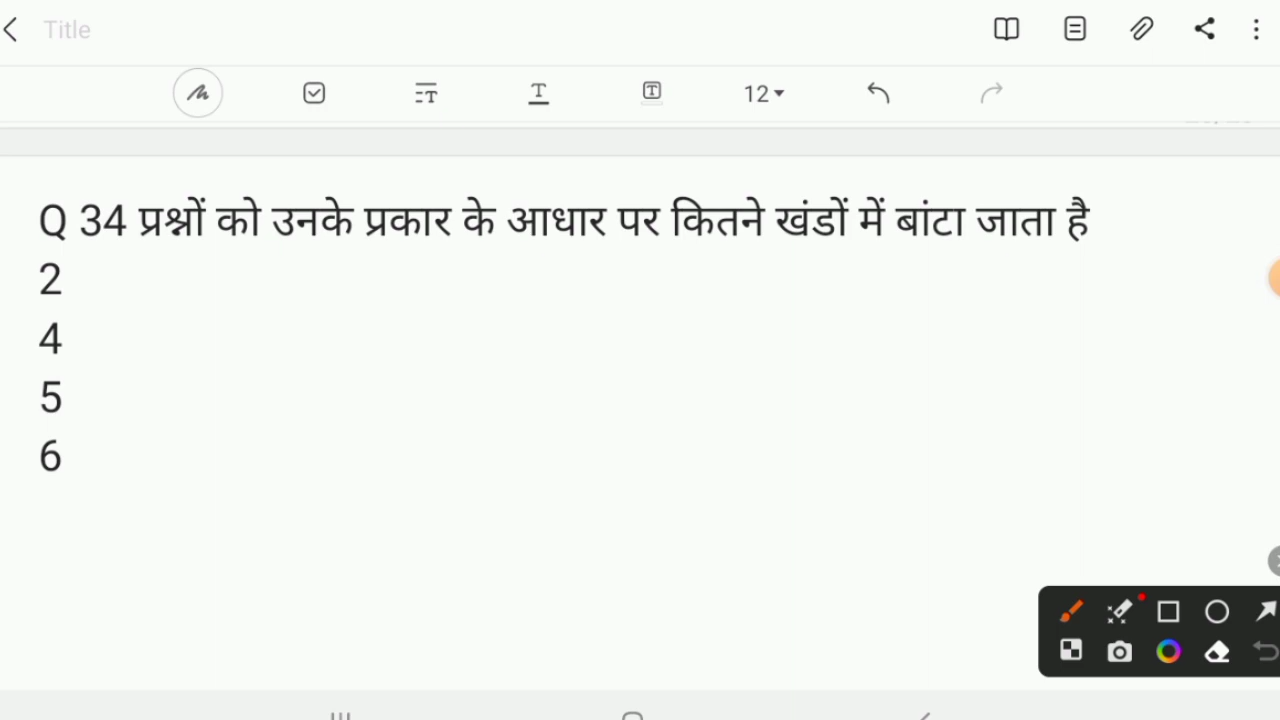 Title
12
Q 34 प्रश्नों को उनके प्रकार के आधार पर कितने खंडों में बांटा जाता है
2
4
5
6